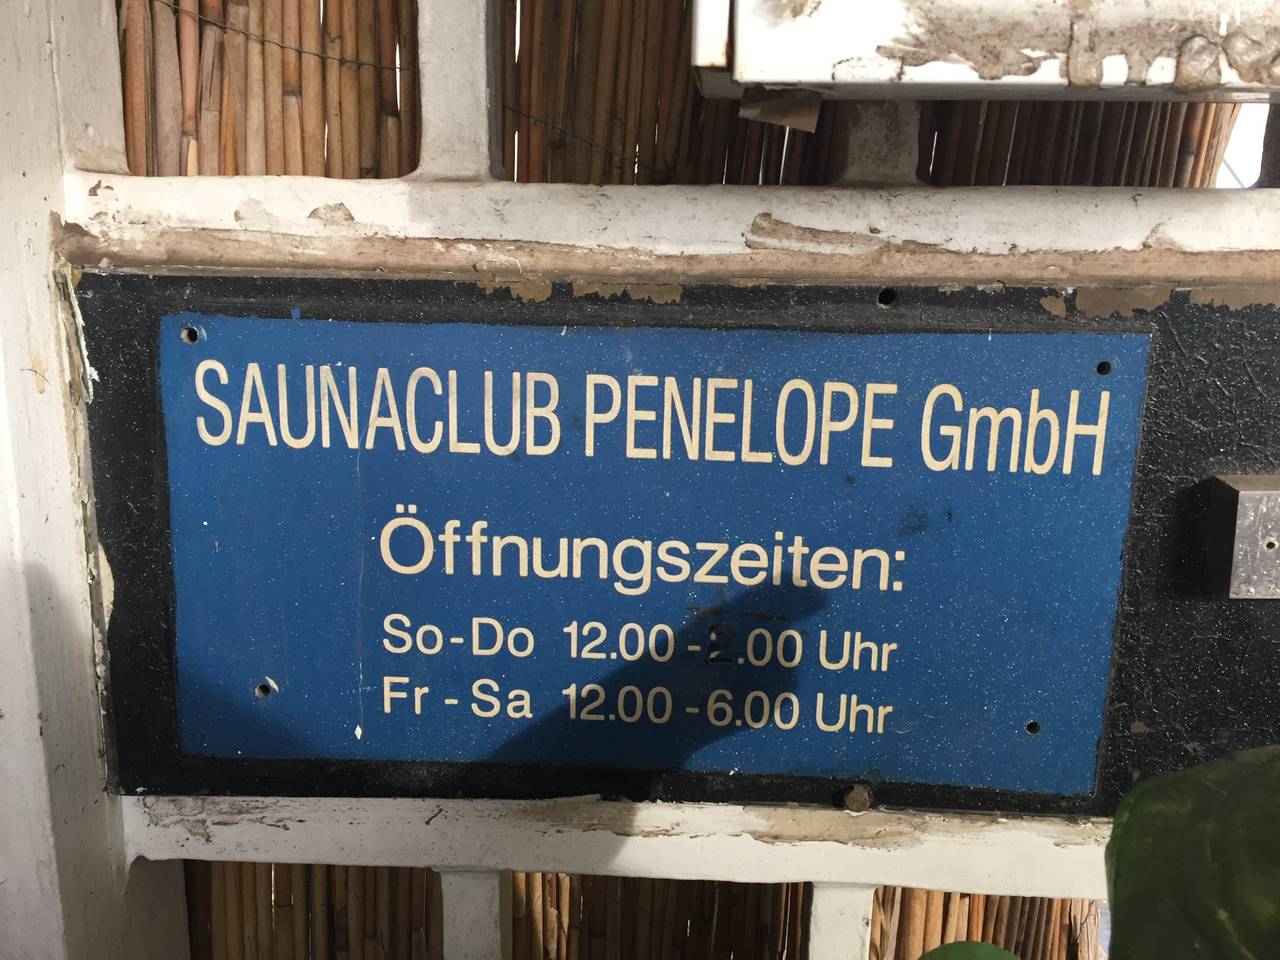 SAUNACLUB PENELOPE GmbH
Öffnungszeiten:
So-Do 12.00-2.00 Uhr
Fr-Sa 12.00-6.00 Uhr